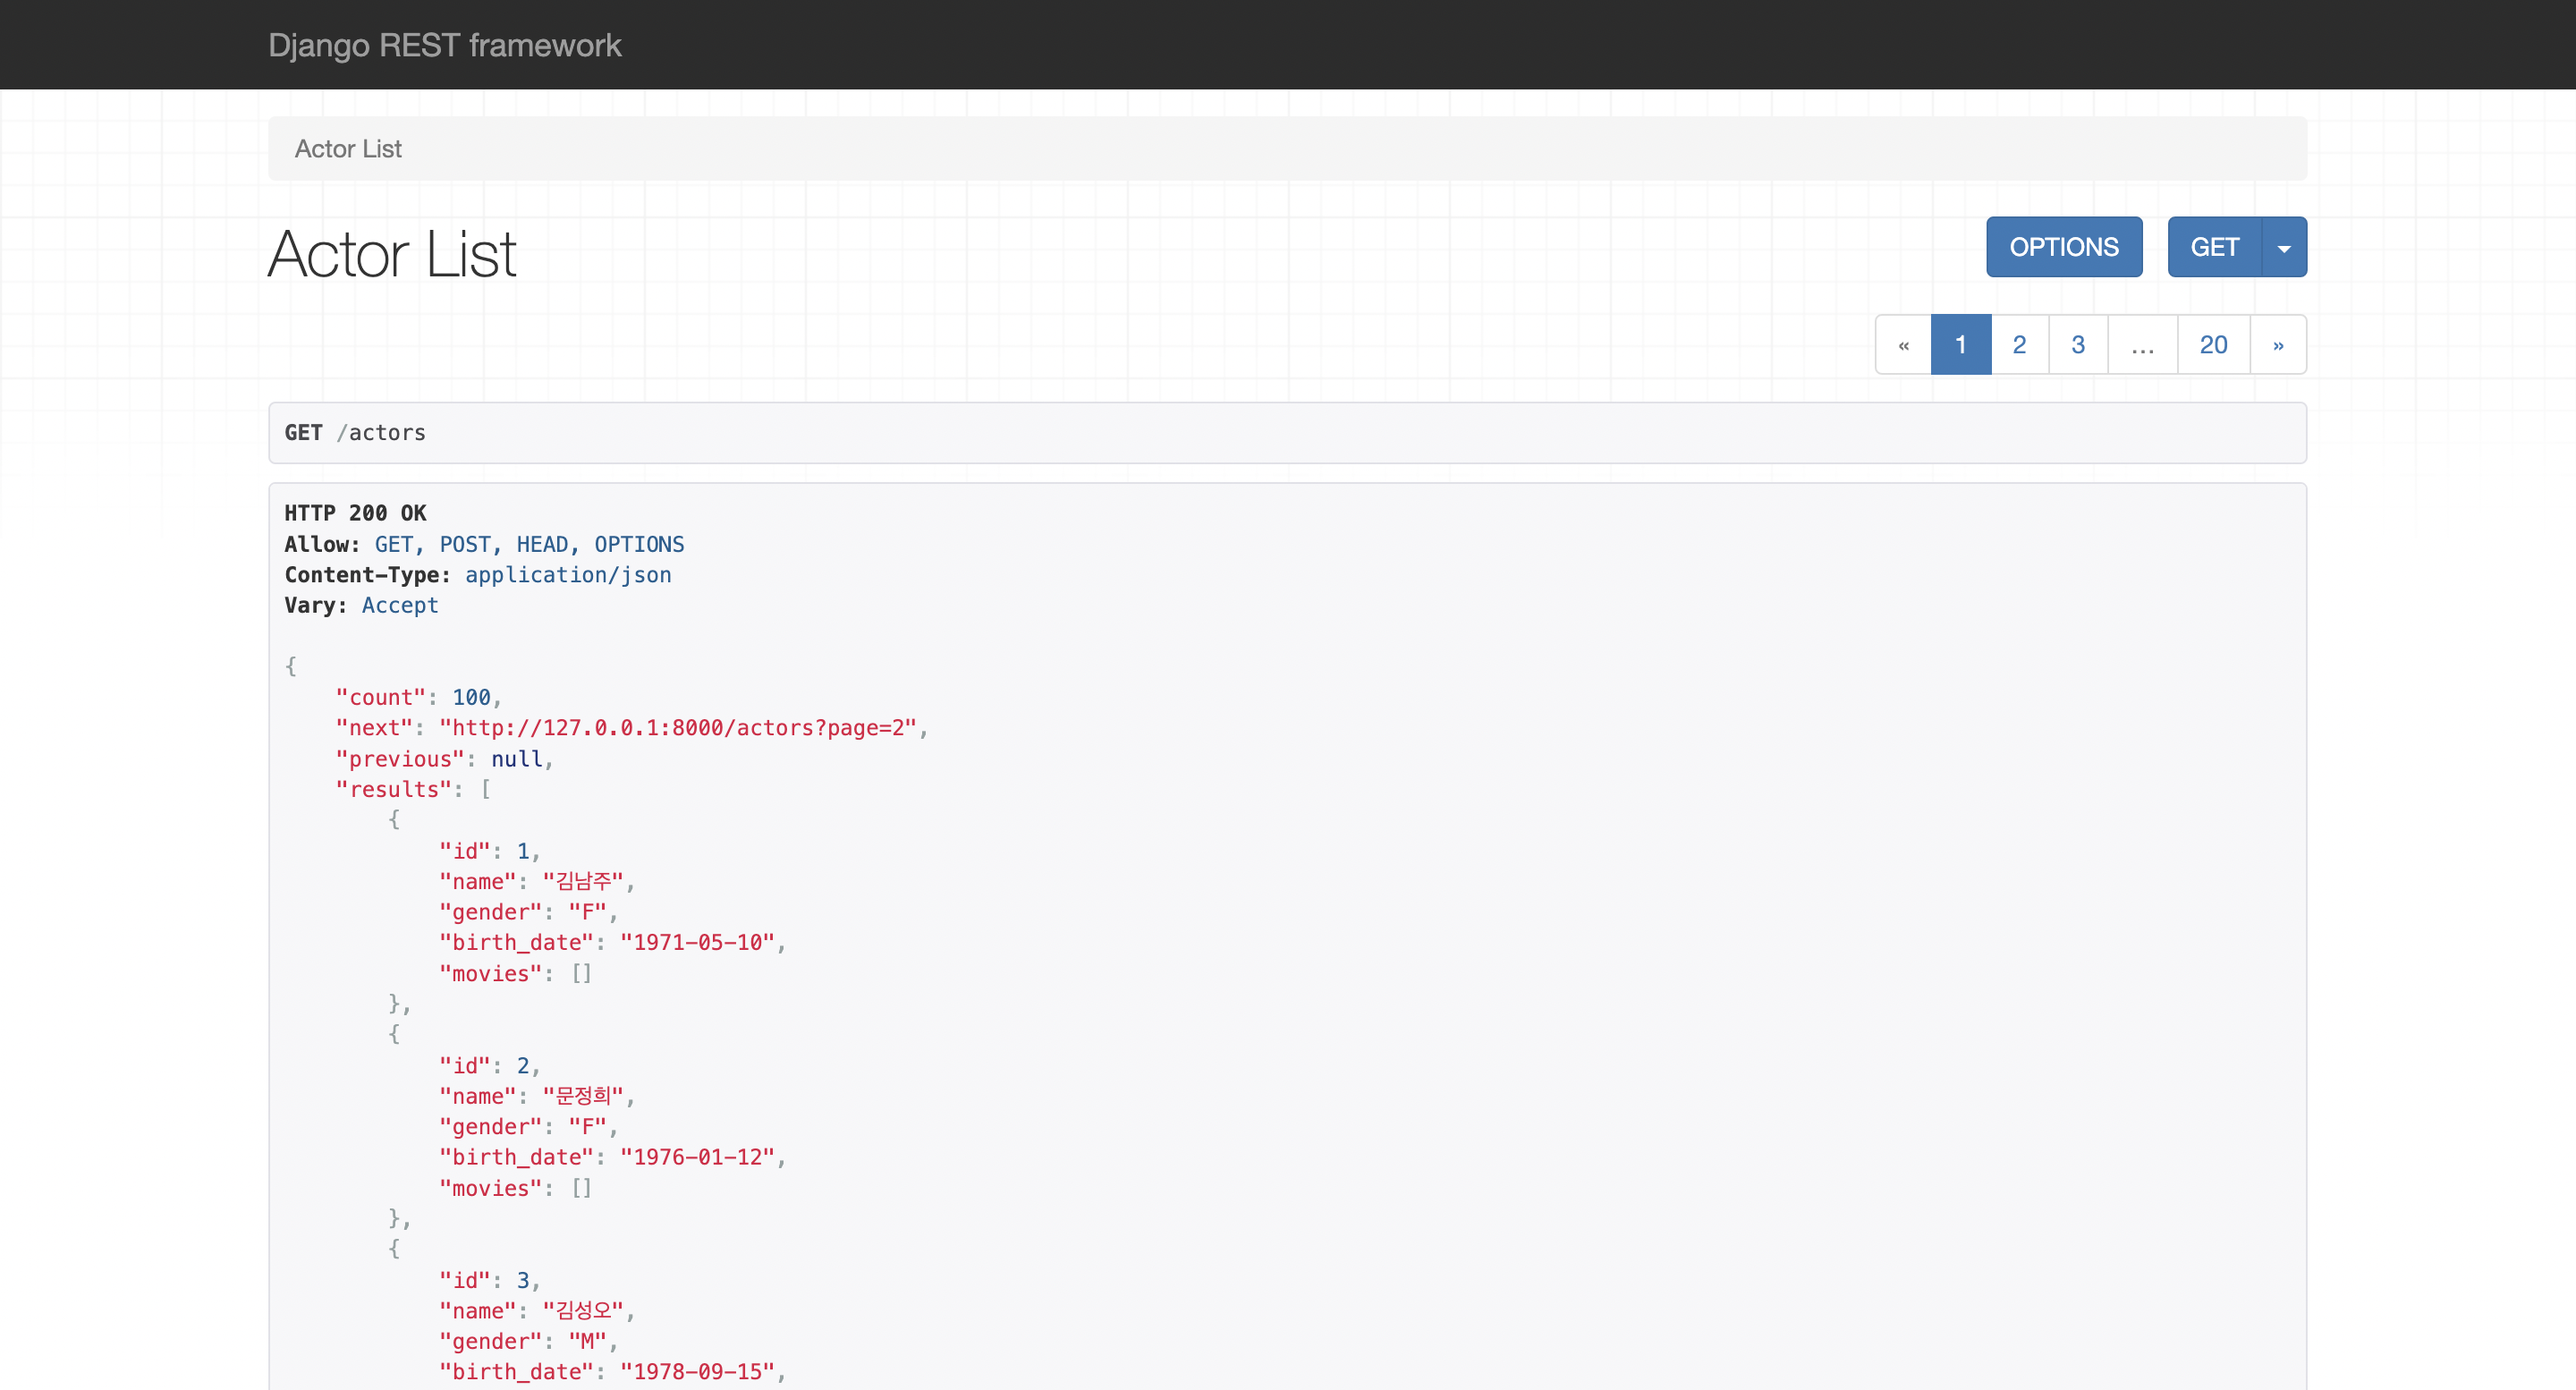 Django REST framework
Actor List
Actor List
OPTIONS GET
« 1 2 3 … 20 »
GET /actors
HTTP 200 OK
Allow: GET, POST, HEAD, OPTIONS
Content-Type: application/json
Vary: Accept
{
    "count": 100,
    "next": "http://127.0.0.1:8000/actors?page=2",
    "previous": null,
    "results": [
        {
            "id": 1,
            "name": "김남주",
            "gender": "F",
            "birth_date": "1971-05-10",
            "movies": []
        },
        {
            "id": 2,
            "name": "문정희",
            "gender": "F",
            "birth_date": "1976-01-12",
            "movies": []
        },
        {
            "id": 3,
            "name": "김성오",
            "gender": "M",
            "birth_date": "1978-09-15",